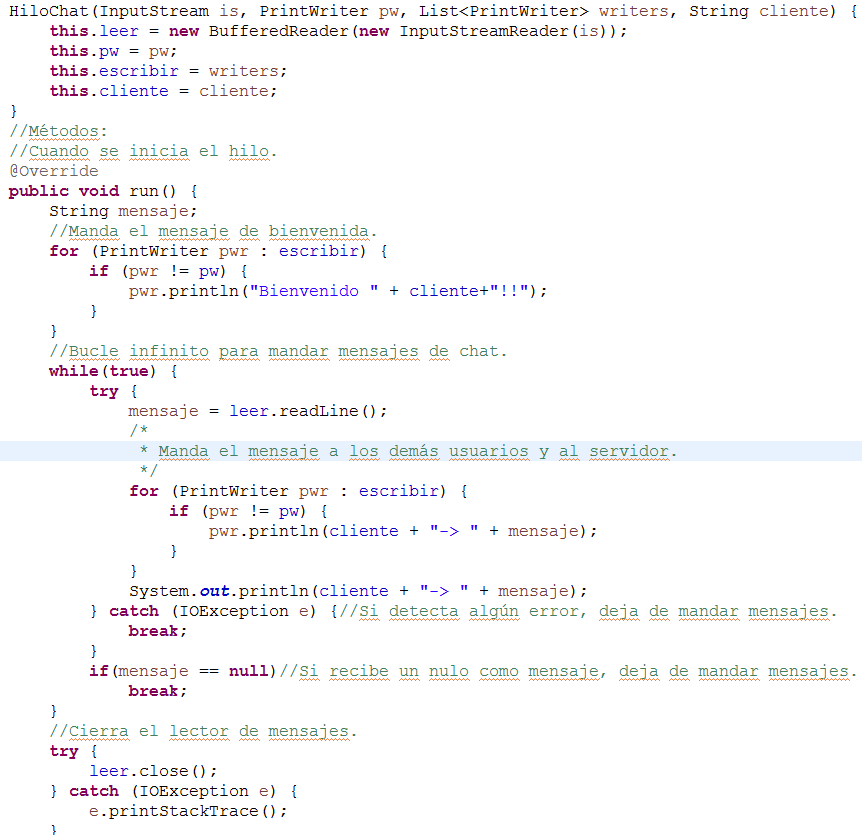 HiloChat(InputStream is, PrintWriter pw, List<PrintWriter> writers, String cliente) {
    this.leer = new BufferedReader(new InputStreamReader(is));
    this.pw = pw;
    this.escribir = writers;
    this.cliente = cliente;
}
//Métodos:
//Cuando se inicia el hilo.
@Override
public void run() {
    String mensaje;
    //Manda el mensaje de bienvenida.
    for (PrintWriter pwr : escribir) {
        if (pwr != pw) {
            pwr.println("Bienvenido " + cliente+"!!");
        }
    }
    //Bucle infinito para mandar mensajes de chat.
    while(true) {
        try {
            mensaje = leer.readLine();
            /*
             * Manda el mensaje a los demás usuarios y al servidor.
             */
            for (PrintWriter pwr : escribir) {
                if (pwr != pw) {
                    pwr.println(cliente + "-> " + mensaje);
                }
            }
            System.out.println(cliente + "-> " + mensaje);
        } catch (IOException e) {//Si detecta algún error, deja de mandar mensajes.
            break;
        }
        if(mensaje == null)//Si recibe un nulo como mensaje, deja de mandar mensajes.
            break;
    }
    //Cierra el lector de mensajes.
    try {
        leer.close();
    } catch (IOException e) {
        e.printStackTrace();
    }